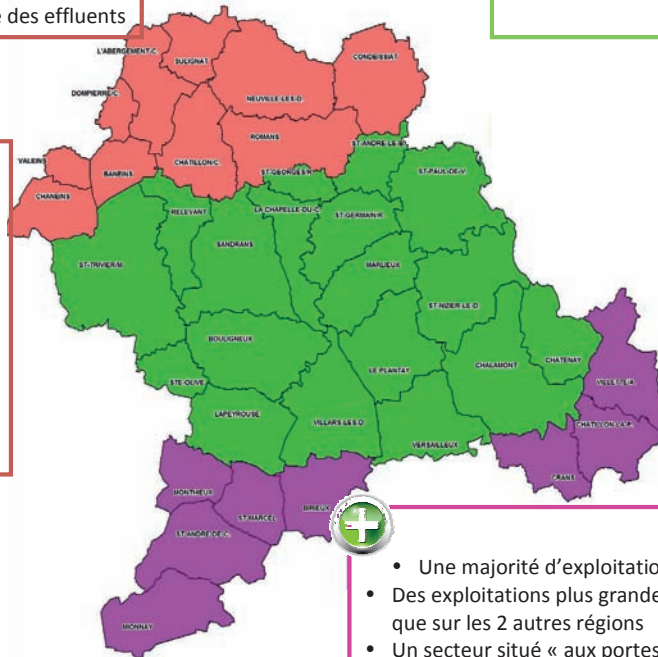 des effluents
L'ABERGEMENT.C.
SULIGNAT
CONDEISSIAT
DOMPIERRE/C.
NEUVILLE-LES-D.
ROMANS
ST-ANDRE-LE-B.
VALEINS
BANEINS
CHATILLON/C.
ST-GEORGES/R.
ST-PAUL-DE-V.
CHANEINS
RELEVANT
LA CHAPELLE-DU-C.
ST-GERMAIN/R.
SANDRANS
ST-TRIVIER/M.
MARLIEUX
ST-NIZIER-LE-D.
BOULIGNEUX
LE PLANTAY
CHALAMONT
CHATENAY
STE-OLIVE
VILLETTE/A
LAPEYROUSE
VILLARS-LES-D.
CHATILLON-LA-P.
VERSAILLEUX
CRANS
MONTHIEUX
BIRIEUX
ST-MARCEL
ST-ANDRE-DE-C.
MIONNAY
• Une majorité d'exploitatio
• Des exploitations plus grande
que sur les 2 autres régions
• Un secteur situé « aux portes